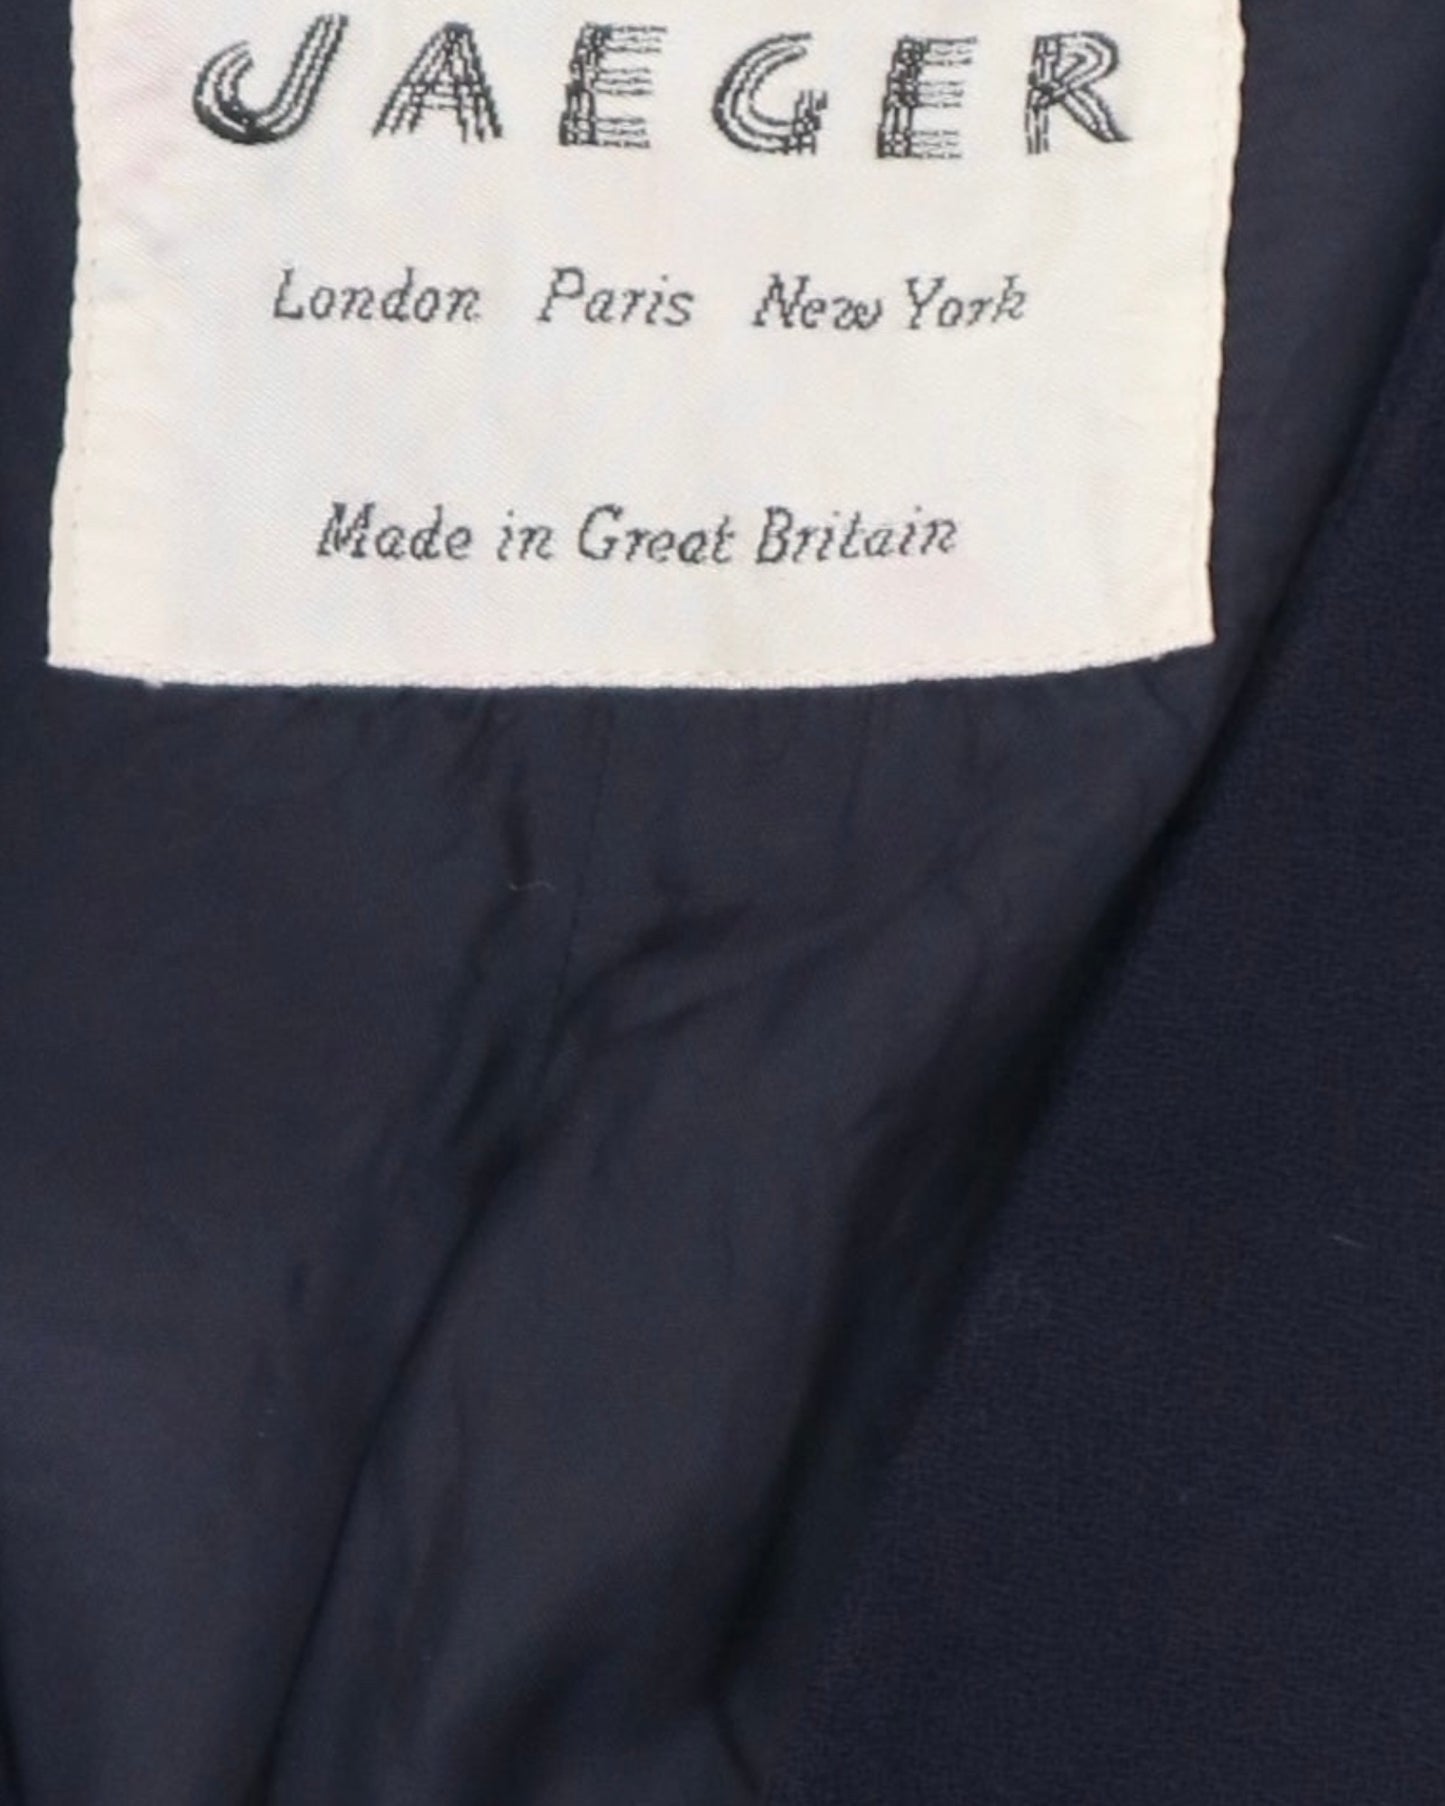 JAEGER
London Paris New York
Made in Great Britain